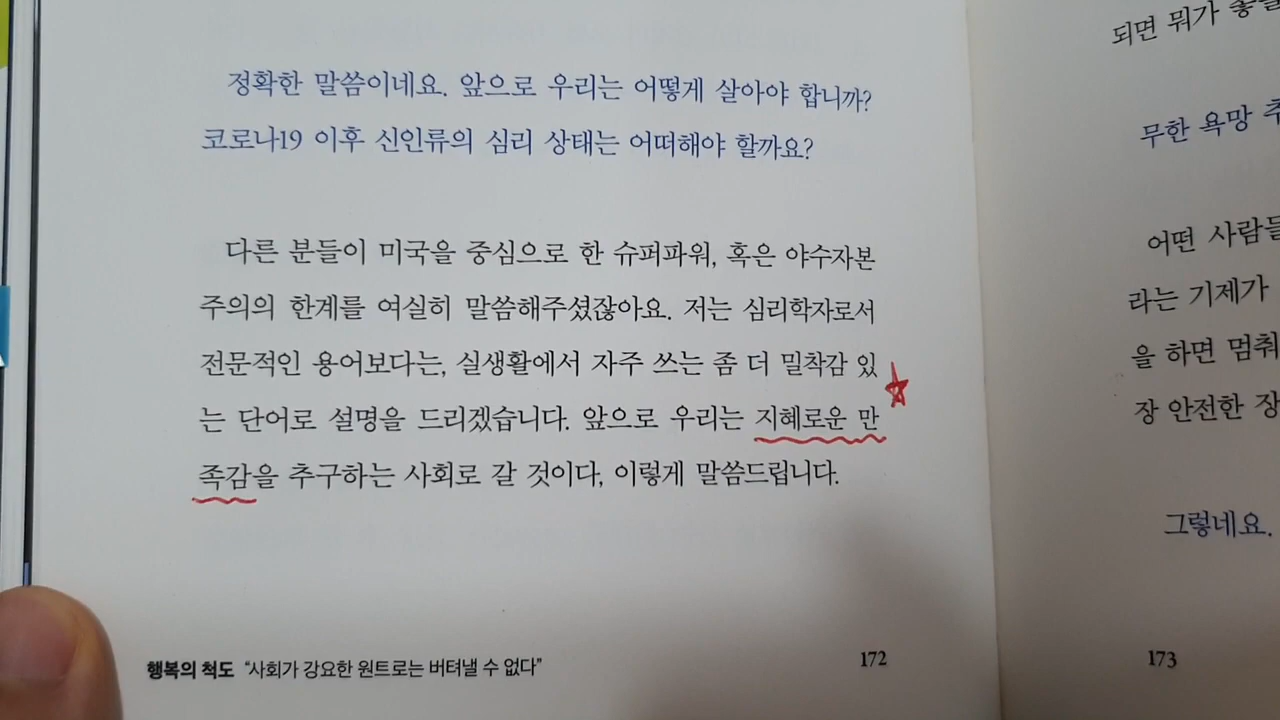 정확한 말씀이네요. 앞으로 우리는 어떻게 살아야 합니까?
코로나19 이후 신인류의 심리 상태는 어떠해야 할까요?
다른 분들이 미국을 중심으로 한 슈퍼파워, 혹은 야수자본
주의의 한계를 여실히 말씀해주셨잖아요. 저는 심리학자로서
전문적인 용어보다는, 실생활에서 자주 쓰는 좀 더 밀착감 있
는 단어로 설명을 드리겠습니다. 앞으로 우리는 지혜로운 만
족감을 추구하는 사회로 갈 것이다, 이렇게 말씀드립니다.
행복의 척도 “사회가 강요한 원트로는 버텨낼 수 없다”
172
되면 뭐가
무한 욕망
어떤
라는 기제가
을 하면 멈춰
장 안전한 장
그렇네요.
173